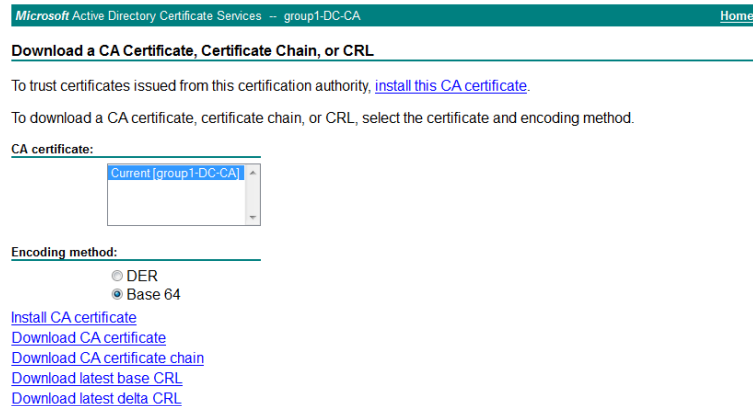 Microsoft Active Directory Certificate Services -- group1-DC-CA Home
Download a CA Certificate, Certificate Chain, or CRL
To trust certificates issued from this certification authority, install this CA certificate.
To download a CA certificate, certificate chain, or CRL, select the certificate and encoding method.
CA certificate:
Current [group1-DC-CA]
Encoding method:
DER
Base 64
Install CA certificate
Download CA certificate
Download CA certificate chain
Download latest base CRL
Download latest delta CRL